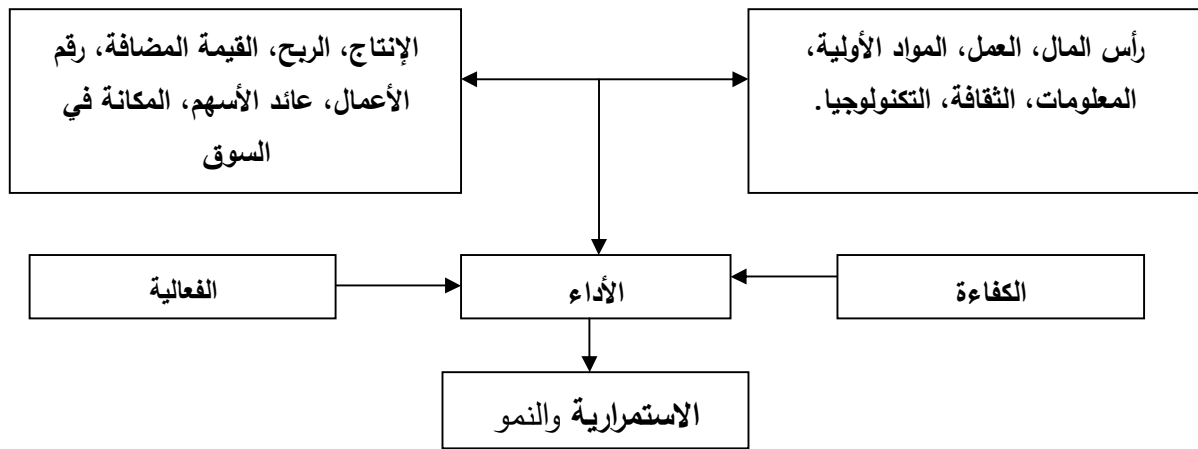 رأس المال، العمل، المواد الأولية،
المعلومات، الثقافة، التكنولوجيا.
الإنتاج، الربح، القيمة المضافة، رقم
الأعمال، عائد الأسهم، المكانة في
السوق
الكفاءة
الأداء
الفعالية
الاستمرارية والنمو